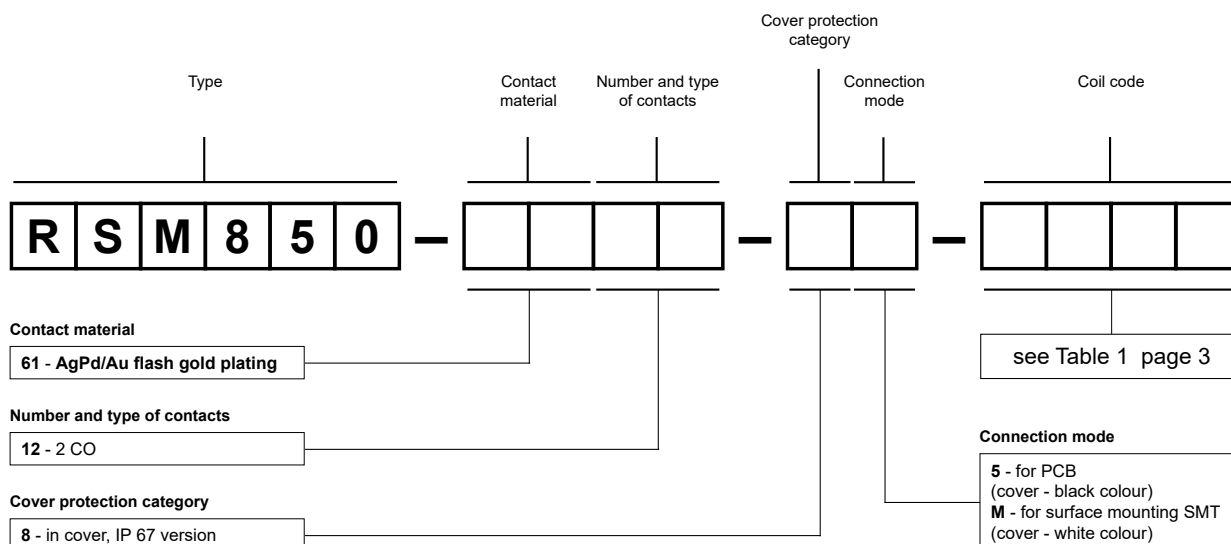 Cover protection
category
Type
Contact
material
Number and type
of contacts
Connection
mode
Coil code
R S M 8 5 0 – – –
Contact material
61 - AgPd/Au flash gold plating
see Table 1 page 3
Number and type of contacts
12 - 2 CO
Connection mode
5 - for PCB
(cover - black colour)
M - for surface mounting SMT
(cover - white colour)
Cover protection category
8 - in cover, IP 67 version